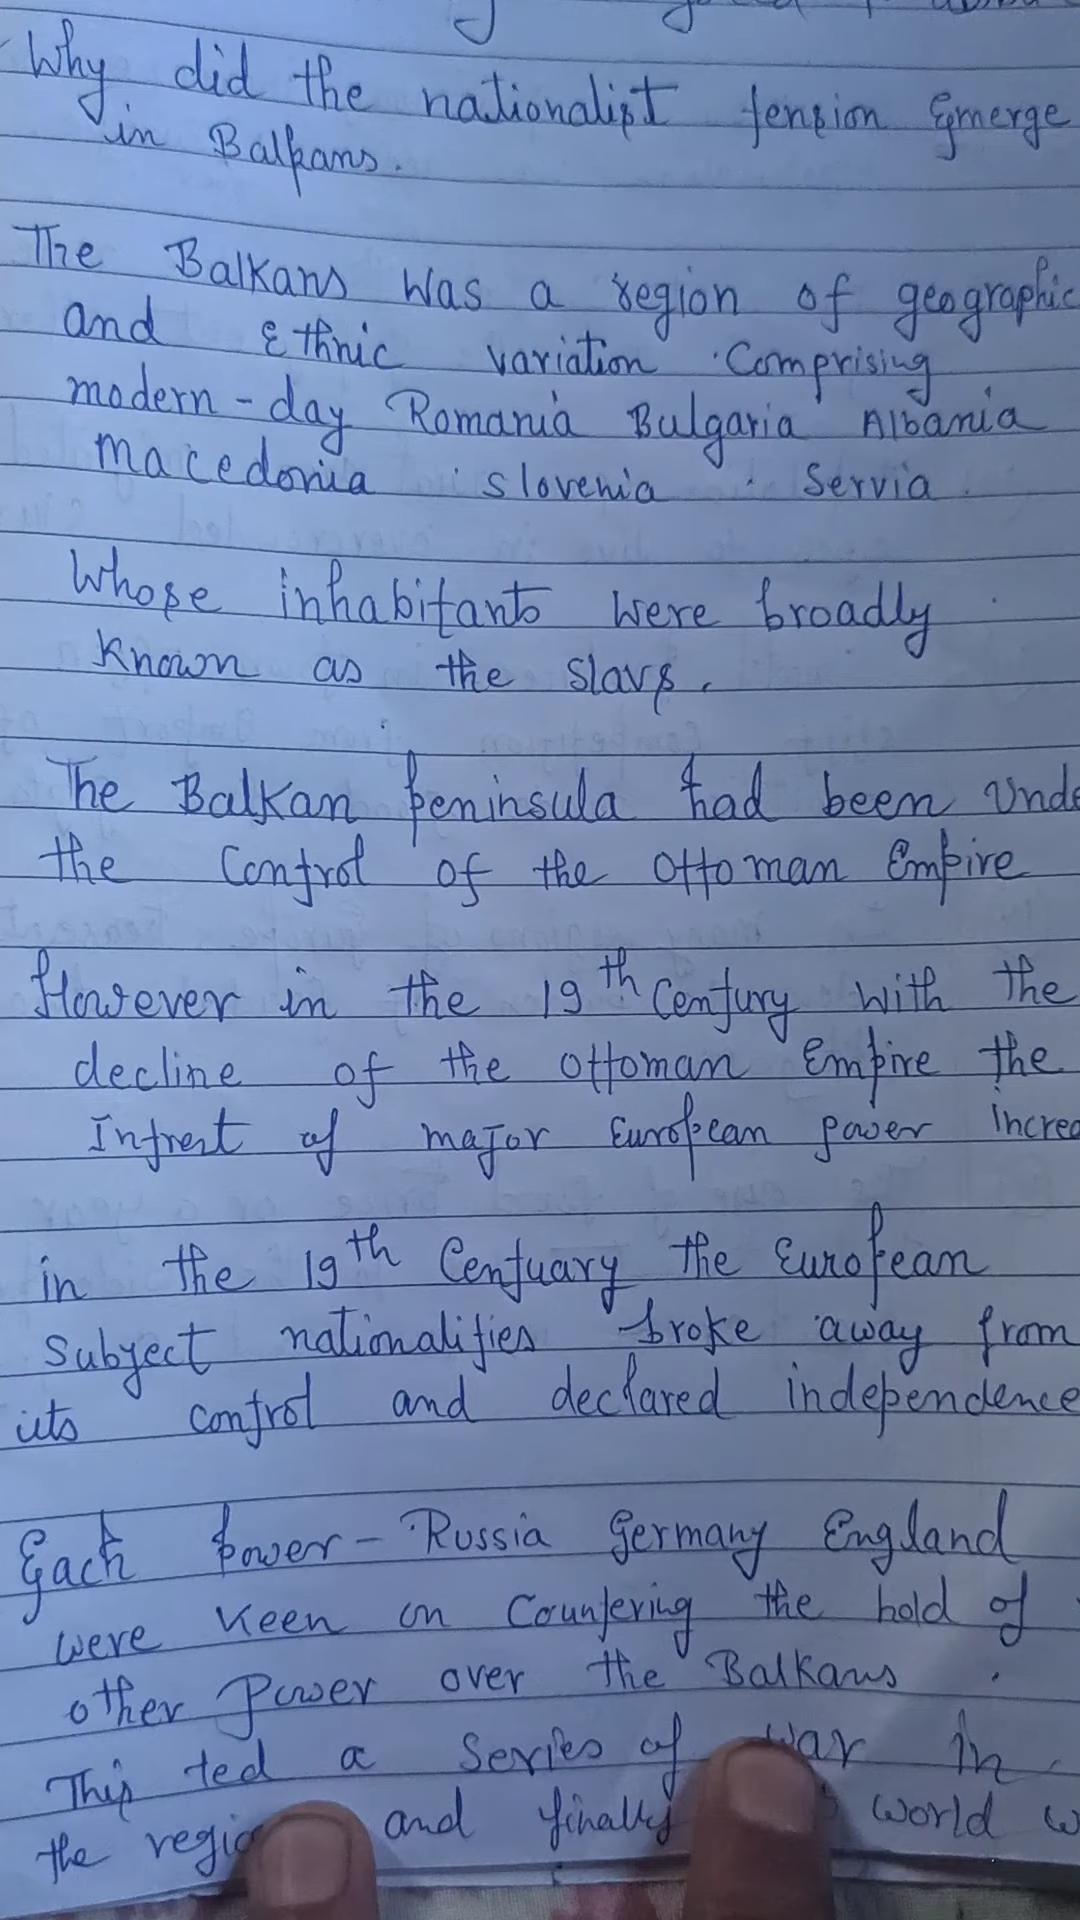 Why did the nationalist tension Emerge
in Balkans.
The Balkans was a region of geographic
and Ethnic variation Comprising
modern-day Romania Bulgaria Albania
Macedonia Slovenia Servia
Whose inhabitants were broadly
Known as the Slavs.
The Balkan peninsula had been Unde
the Control of the Ottoman Empire
However in the 19th Century with the
decline of the Ottoman Empire the
Intrest of major European power increa
in the 19th Centuary the European
Subject nationalities broke away from
its control and declared independence
Each power - Russia Germany England
were Keen on Countering the hold of
other Power over the Balkans
This ted a Series of War in
the regio and finally world w